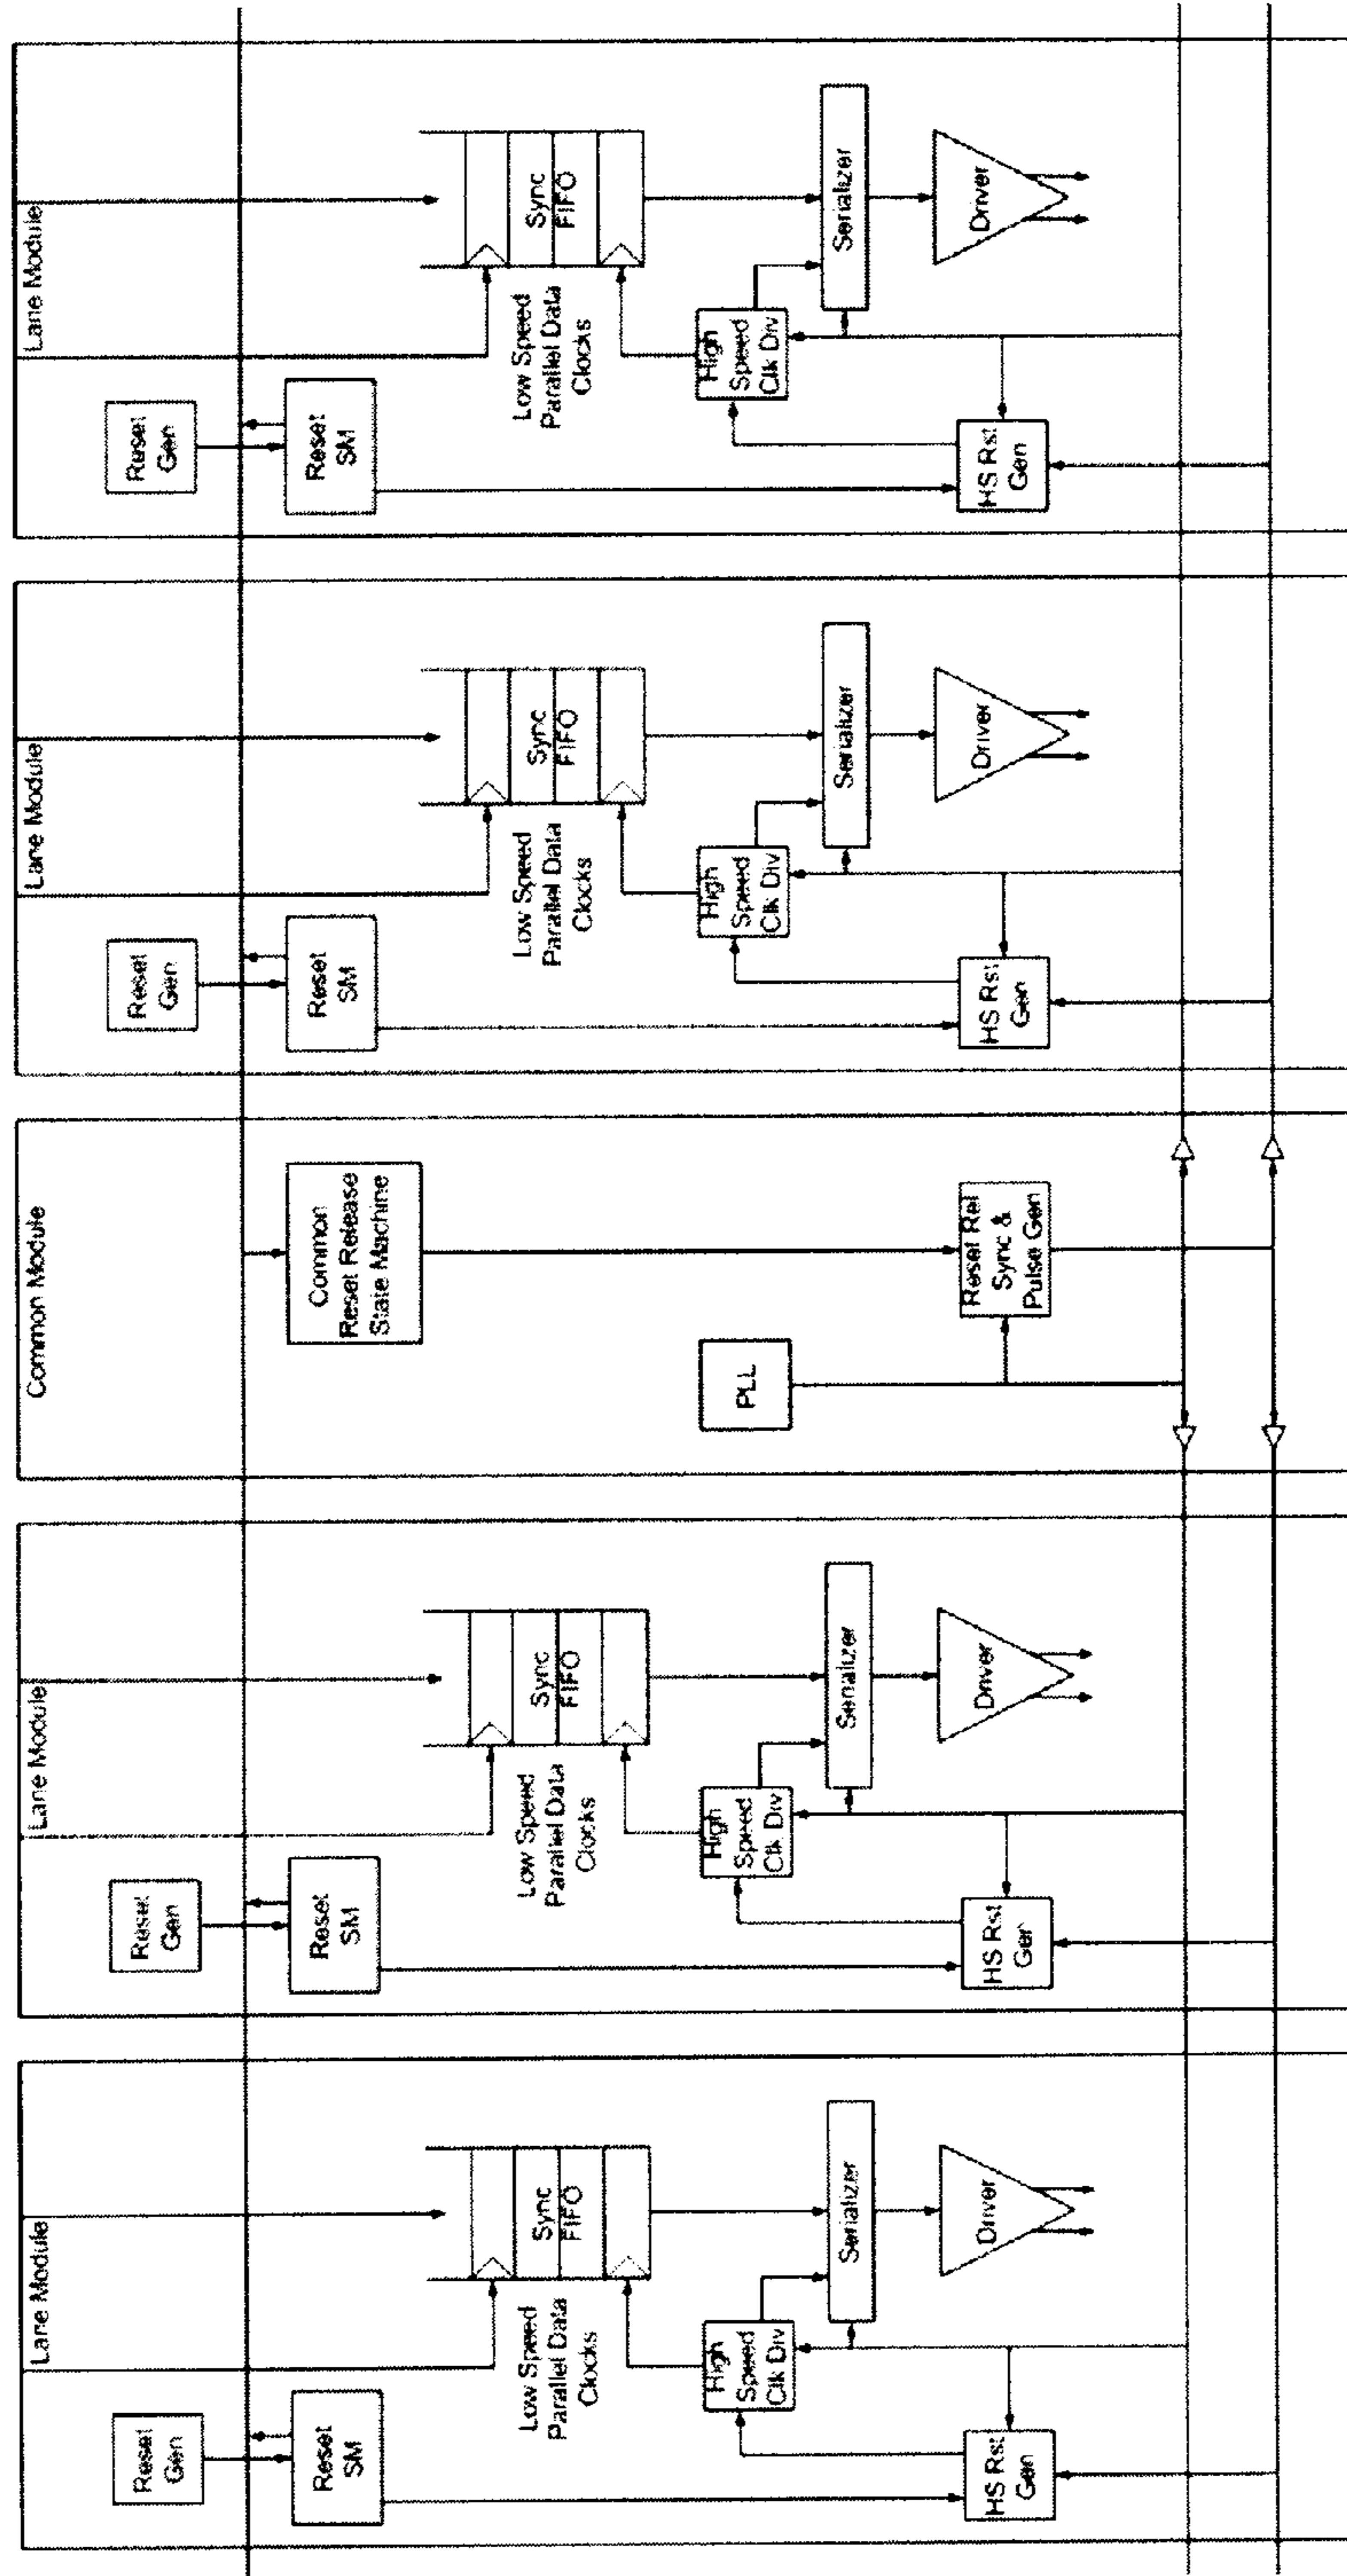 Lane Module
Reset
Gen
Reset
SM
Sync
FIFO
Low Speed
Parallel Data
Clocks
High
Speed
Clk Div
Serializer
HS Rst
Gen
Driver
Lane Module
Reset
Gen
Reset
SM
Sync
FIFO
Low Speed
Parallel Data
Clocks
High
Speed
Clk Div
Serializer
HS Rst
Gen
Driver
Common Module
Common
Reset Release
State Machine
PLL
Reset Rel
Sync &
Pulse Gen
Lane Module
Reset
Gen
Reset
SM
Sync
FIFO
Low Speed
Parallel Data
Clocks
High
Speed
Clk Div
Serializer
HS Rst
Gen
Driver
Lane Module
Reset
Gen
Reset
SM
Sync
FIFO
Low Speed
Parallel Data
Clocks
High
Speed
Clk Div
Serializer
HS Rst
Gen
Driver